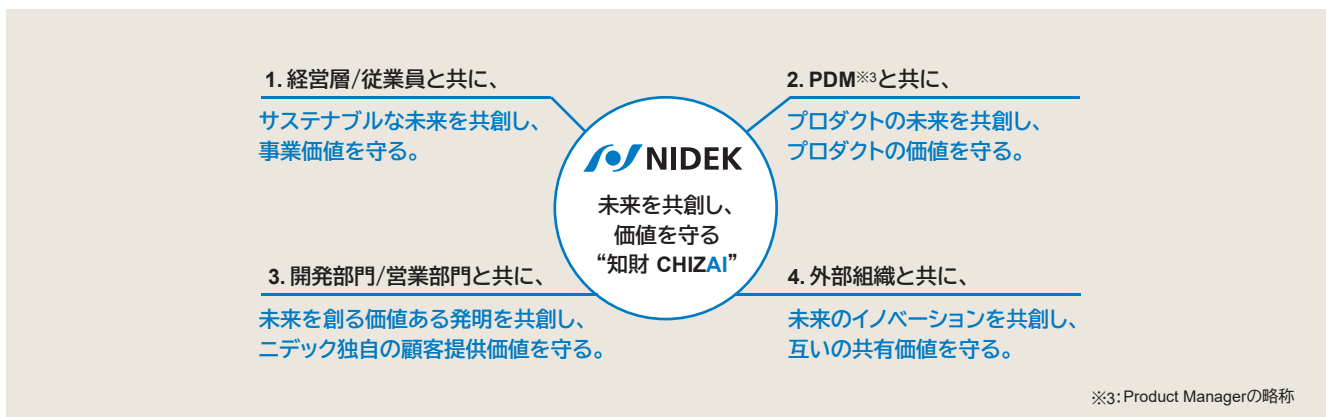 1. 経営層/従業員と共に、
サステナブルな未来を共創し、
事業価値を守る。
2. PDM※3と共に、
プロダクトの未来を共創し、
プロダクトの価値を守る。
NIDEK
未来を共創し、
価値を守る
“知財 CHIZAI”
3. 開発部門/営業部門と共に、
未来を創る価値ある発明を共創し、
ニデック独自の顧客提供価値を守る。
4. 外部組織と共に、
未来のイノベーションを共創し、
互いの共有価値を守る。
※3：Product Managerの略称